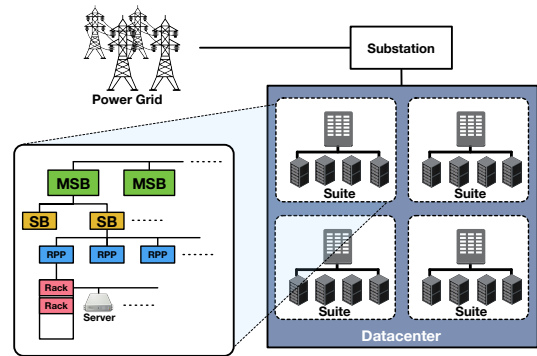 Substation
Power Grid
MSB MSB
SB SB
RPP RPP RPP
Rack
Rack
Server
Suite Suite
Suite Suite
Datacenter